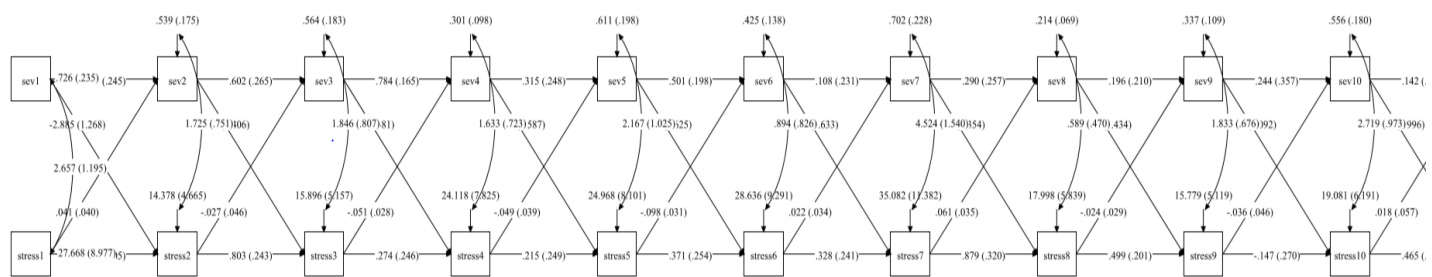 .539 (.175) .564 (.183) .301 (.098) .611 (.198) .425 (.138) .702 (.228) .214 (.069) .337 (.109) .556 (.180)
sev1 .726 (.235) (.245) sev2 .602 (.265) sev3 .784 (.165) sev4 .315 (.248) sev5 .501 (.198) sev6 .108 (.231) sev7 .290 (.257) sev8 .196 (.210) sev9 .244 (.357) sev10 .142 (.
-2.885 (1.268) 1.725 (.751) 1.846 (.807) 1.633 (.723) 2.167 (1.025) .894 (.826) 4.524 (1.540) .589 (.470) 1.833 (.676) 2.719 (.973)
2.657 (1.195)
14.378 (4.665) 15.896 (5.157) 24.118 (7.825) 24.968 (8.101) 28.636 (9.291) 35.082 (11.382) 17.998 (5.839) 15.779 (5.119) 19.081 (6.191)
.041 (.040) -.027 (.046) -.051 (.028) -.049 (.039) -.098 (.031) .022 (.034) .061 (.035) -.024 (.029) -.036 (.046) .018 (.057)
stress1 27.668 (8.977) stress2 .803 (.243) stress3 .274 (.246) stress4 .215 (.249) stress5 .371 (.254) stress6 .328 (.241) stress7 .879 (.320) stress8 .499 (.201) stress9 -.147 (.270) stress10 .465 (.